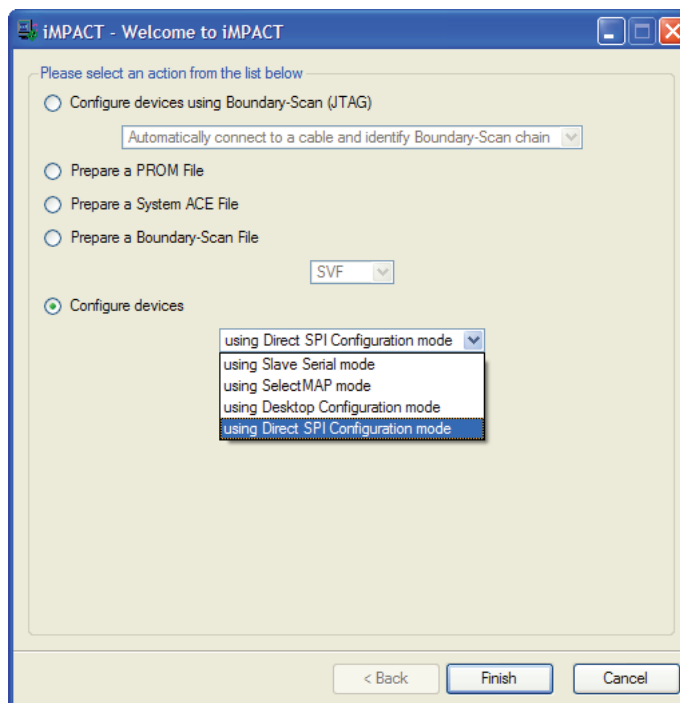 iMPACT - Welcome to iMPACT
Please select an action from the list below
Configure devices using Boundary-Scan (JTAG)
Automatically connect to a cable and identify Boundary-Scan chain
Prepare a PROM File
Prepare a System ACE File
Prepare a Boundary-Scan File
SVF
Configure devices
using Direct SPI Configuration mode
using Slave Serial mode
using SelectMAP mode
using Desktop Configuration mode
using Direct SPI Configuration mode
< Back
Finish
Cancel